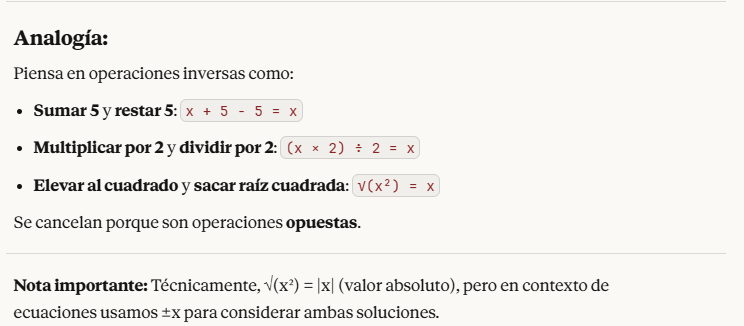 Analogía:
Piensa en operaciones inversas como:
• Sumar 5 y restar 5: x + 5 - 5 = x
• Multiplicar por 2 y dividir por 2: (x × 2) ÷ 2 = x
• Elevar al cuadrado y sacar raíz cuadrada: √(x²) = x
Se cancelan porque son operaciones opuestas.
Nota importante: Técnicamente, √(x²) = |x| (valor absoluto), pero en contexto de
ecuaciones usamos ±x para considerar ambas soluciones.